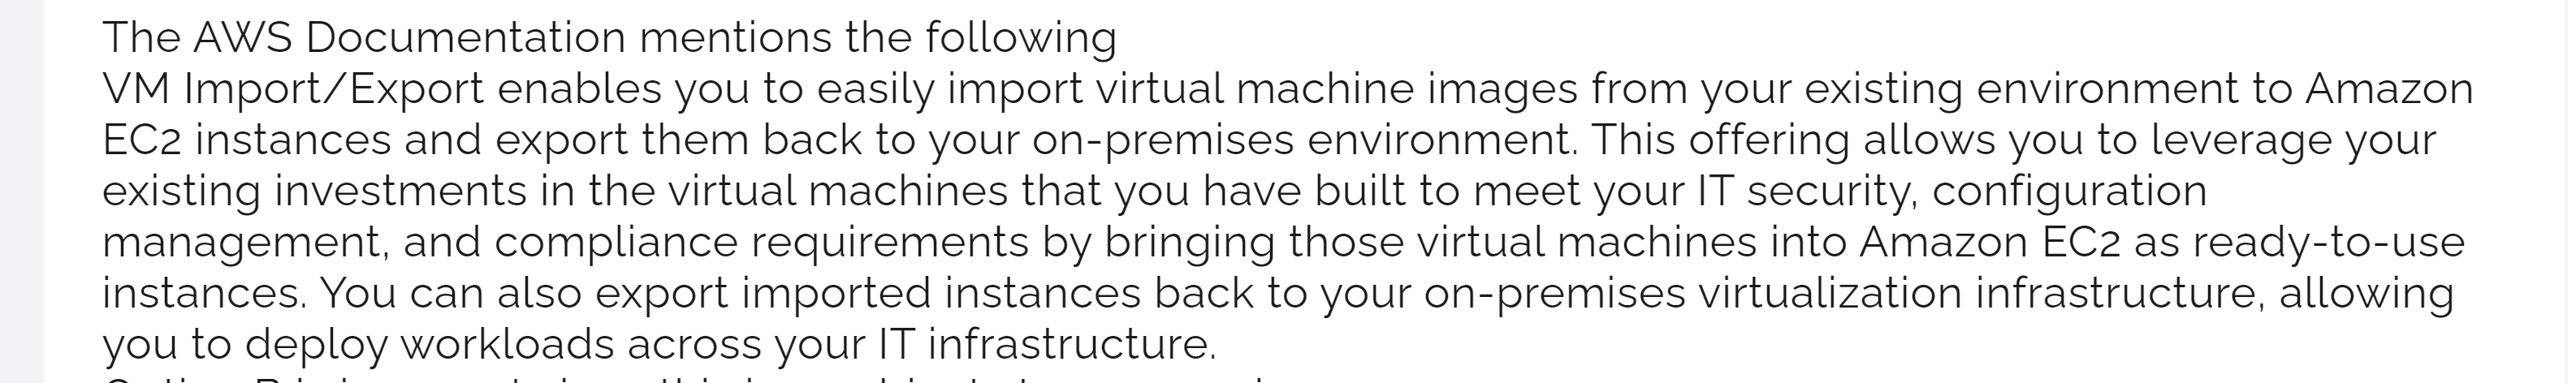 The AWS Documentation mentions the following
VM Import/Export enables you to easily import virtual machine images from your existing environment to Amazon
EC2 instances and export them back to your on-premises environment. This offering allows you to leverage your
existing investments in the virtual machines that you have built to meet your IT security, configuration
management, and compliance requirements by bringing those virtual machines into Amazon EC2 as ready-to-use
instances. You can also export imported instances back to your on-premises virtualization infrastructure, allowing
you to deploy workloads across your IT infrastructure.